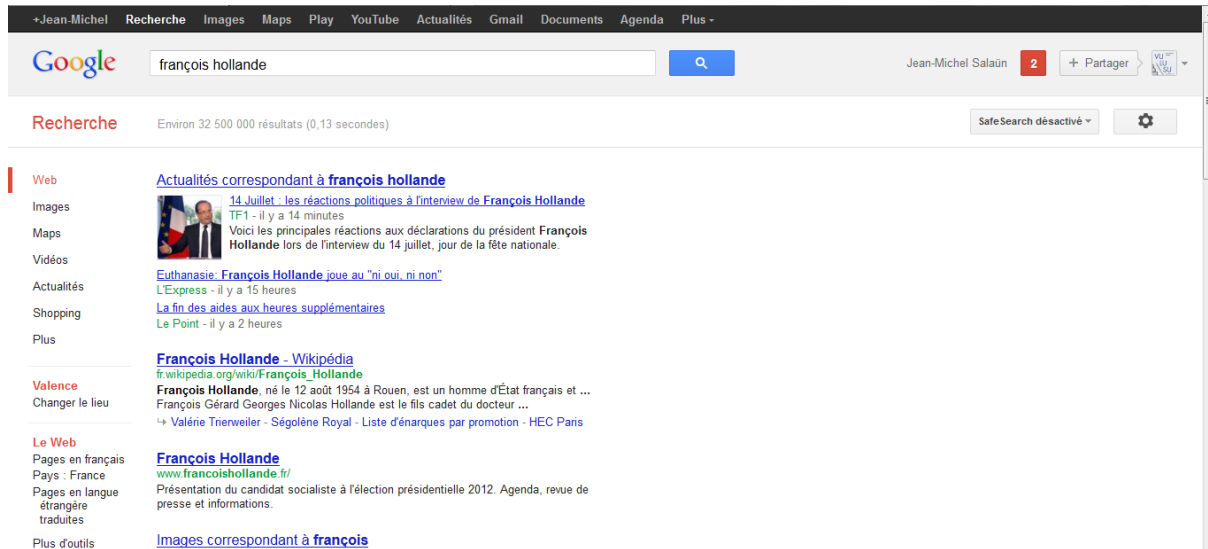 +Jean-Michel Recherche Images Maps Play YouTube Actualités Gmail Documents Agenda Plus
Google
françois hollande
Jean-Michel Salaün
2
+ Partager
VU
LU
SU
Recherche
Environ 32 500 000 résultats (0,13 secondes)
SafeSearch désactivé
Web
Images
Maps
Vidéos
Actualités
Shopping
Plus
Valence
Changer le lieu
Le Web
Pages en français
Pays : France
Pages en langue
étrangère
traduites
Plus d'outils
Actualités correspondant à françois hollande
14 Juillet : les réactions politiques à l'interview de François Hollande
TF1 - il y a 14 minutes
Voici les principales réactions aux déclarations du président François
Hollande lors de l'interview du 14 juillet, jour de la fête nationale.
Euthanasie: François Hollande joue au "ni oui, ni non"
L'Express - il y a 15 heures
La fin des aides aux heures supplémentaires
Le Point - il y a 2 heures
François Hollande - Wikipédia
fr.wikipedia.org/wiki/François_Hollande
François Hollande, né le 12 août 1954 à Rouen, est un homme d'État français et ...
François Gérard Georges Nicolas Hollande est le fils cadet du docteur ...
Valérie Trierweiler - Ségolène Royal - Liste d'énarques par promotion - HEC Paris
François Hollande
www.francoishollande.fr/
Présentation du candidat socialiste à l'élection présidentielle 2012. Agenda, revue de
presse et informations.
Images correspondant à françois